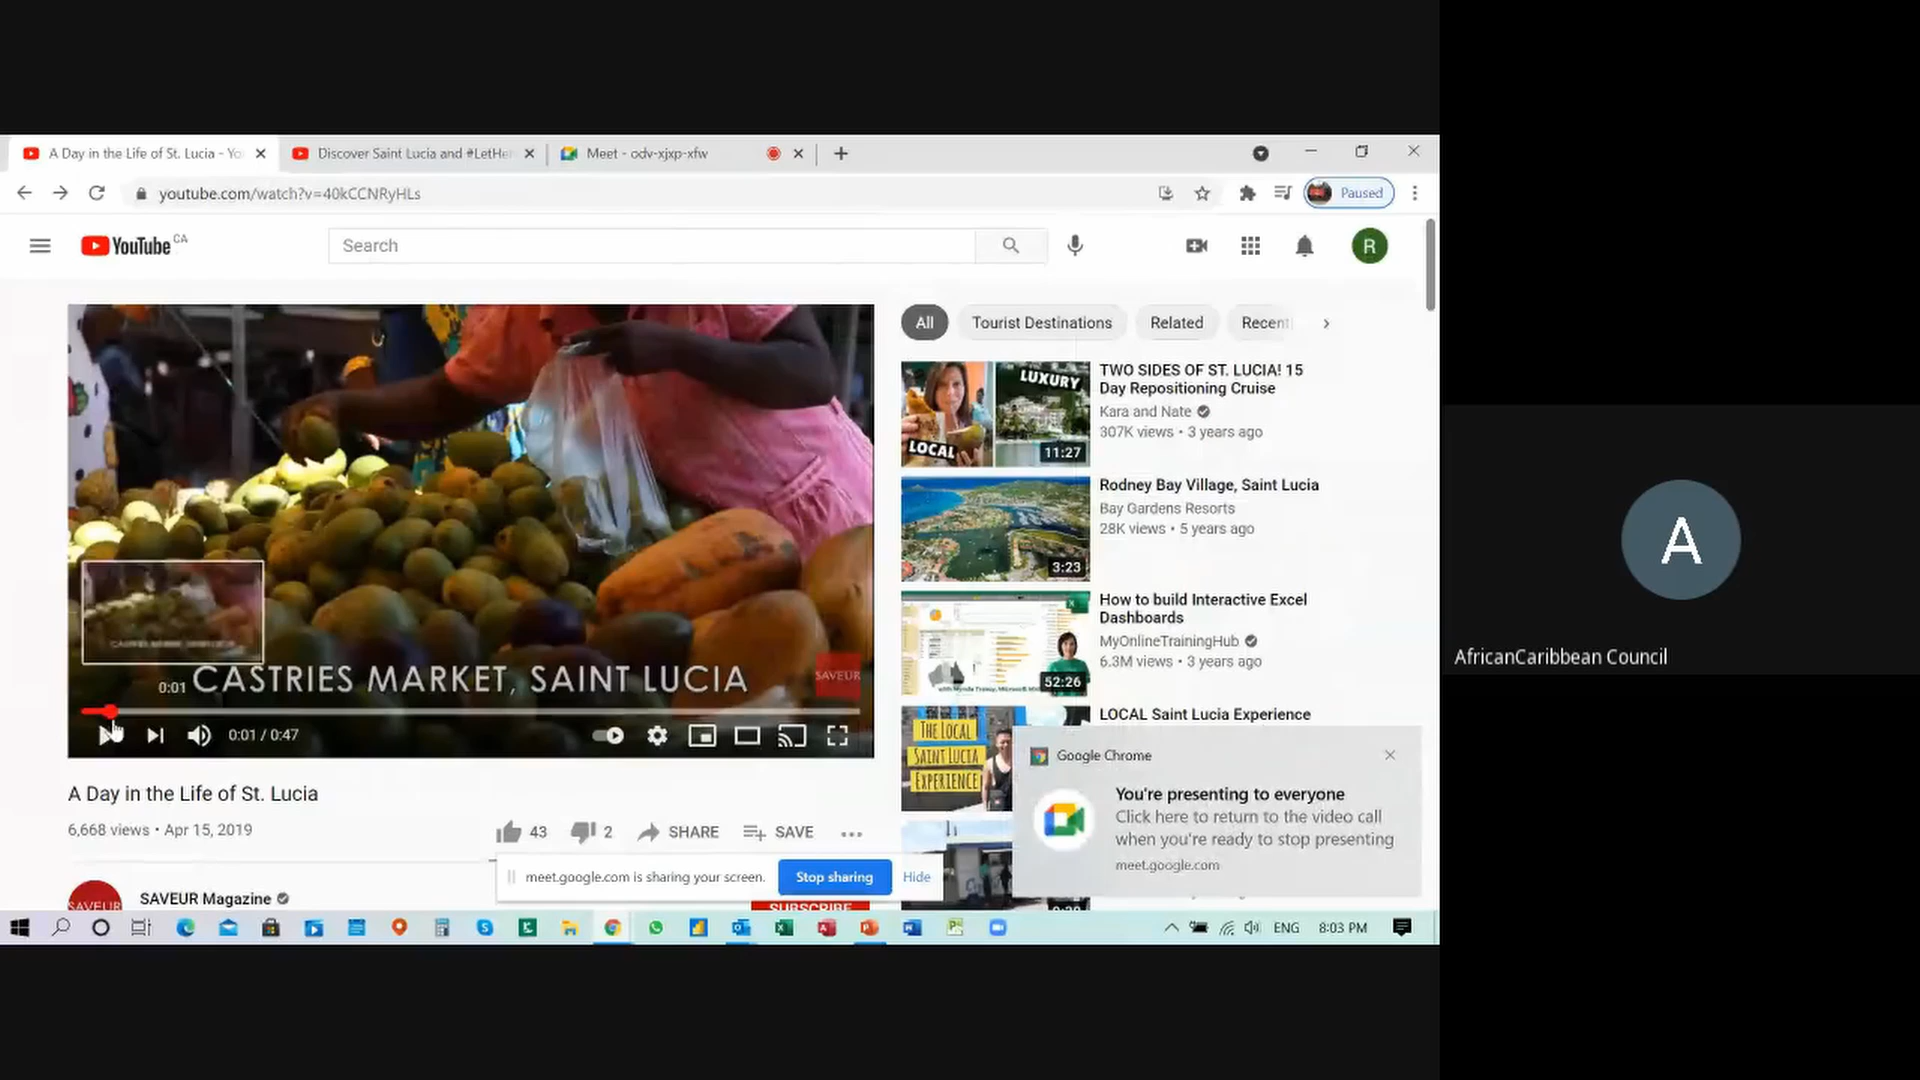 A Day in the Life of St. Lucia - Yo
Discover Saint Lucia and #LetHer
Meet - odv-xjxp-xfw
youtube.com/watch?v=40kCCNRyHLs
Paused
YouTube CA
Search
R
All
Tourist Destinations
Related
Recent
LUXURY
LOCAL
11:27
TWO SIDES OF ST. LUCIA! 15
Day Repositioning Cruise
Kara and Nate
307K views • 3 years ago
3:23
Rodney Bay Village, Saint Lucia
Bay Gardens Resorts
28K views • 5 years ago
52:26
How to build Interactive Excel
Dashboards
MyOnlineTrainingHub
6.3M views • 3 years ago
THE LOCAL
SAINT LUCIA
EXPERIENCE!
LOCAL Saint Lucia Experience
0:01
CASTRIES MARKET, SAINT LUCIA
SAVEUR
0:01 / 0:47
A Day in the Life of St. Lucia
6,668 views • Apr 15, 2019
43
2
SHARE
SAVE
SAVEUR
SAVEUR Magazine
SUBSCRIBE
meet.google.com is sharing your screen.
Stop sharing
Hide
Google Chrome
You're presenting to everyone
Click here to return to the video call
when you're ready to stop presenting
meet.google.com
ENG
8:03 PM
A
AfricanCaribbean Council